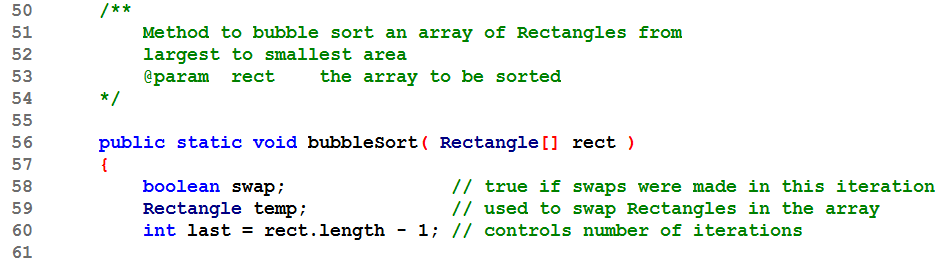 50 /**
51 Method to bubble sort an array of Rectangles from
52 largest to smallest area
53 @param rect the array to be sorted
54 */
55
56 public static void bubbleSort( Rectangle[] rect )
57 {
58 boolean swap; // true if swaps were made in this iteration
59 Rectangle temp; // used to swap Rectangles in the array
60 int last = rect.length - 1; // controls number of iterations
61